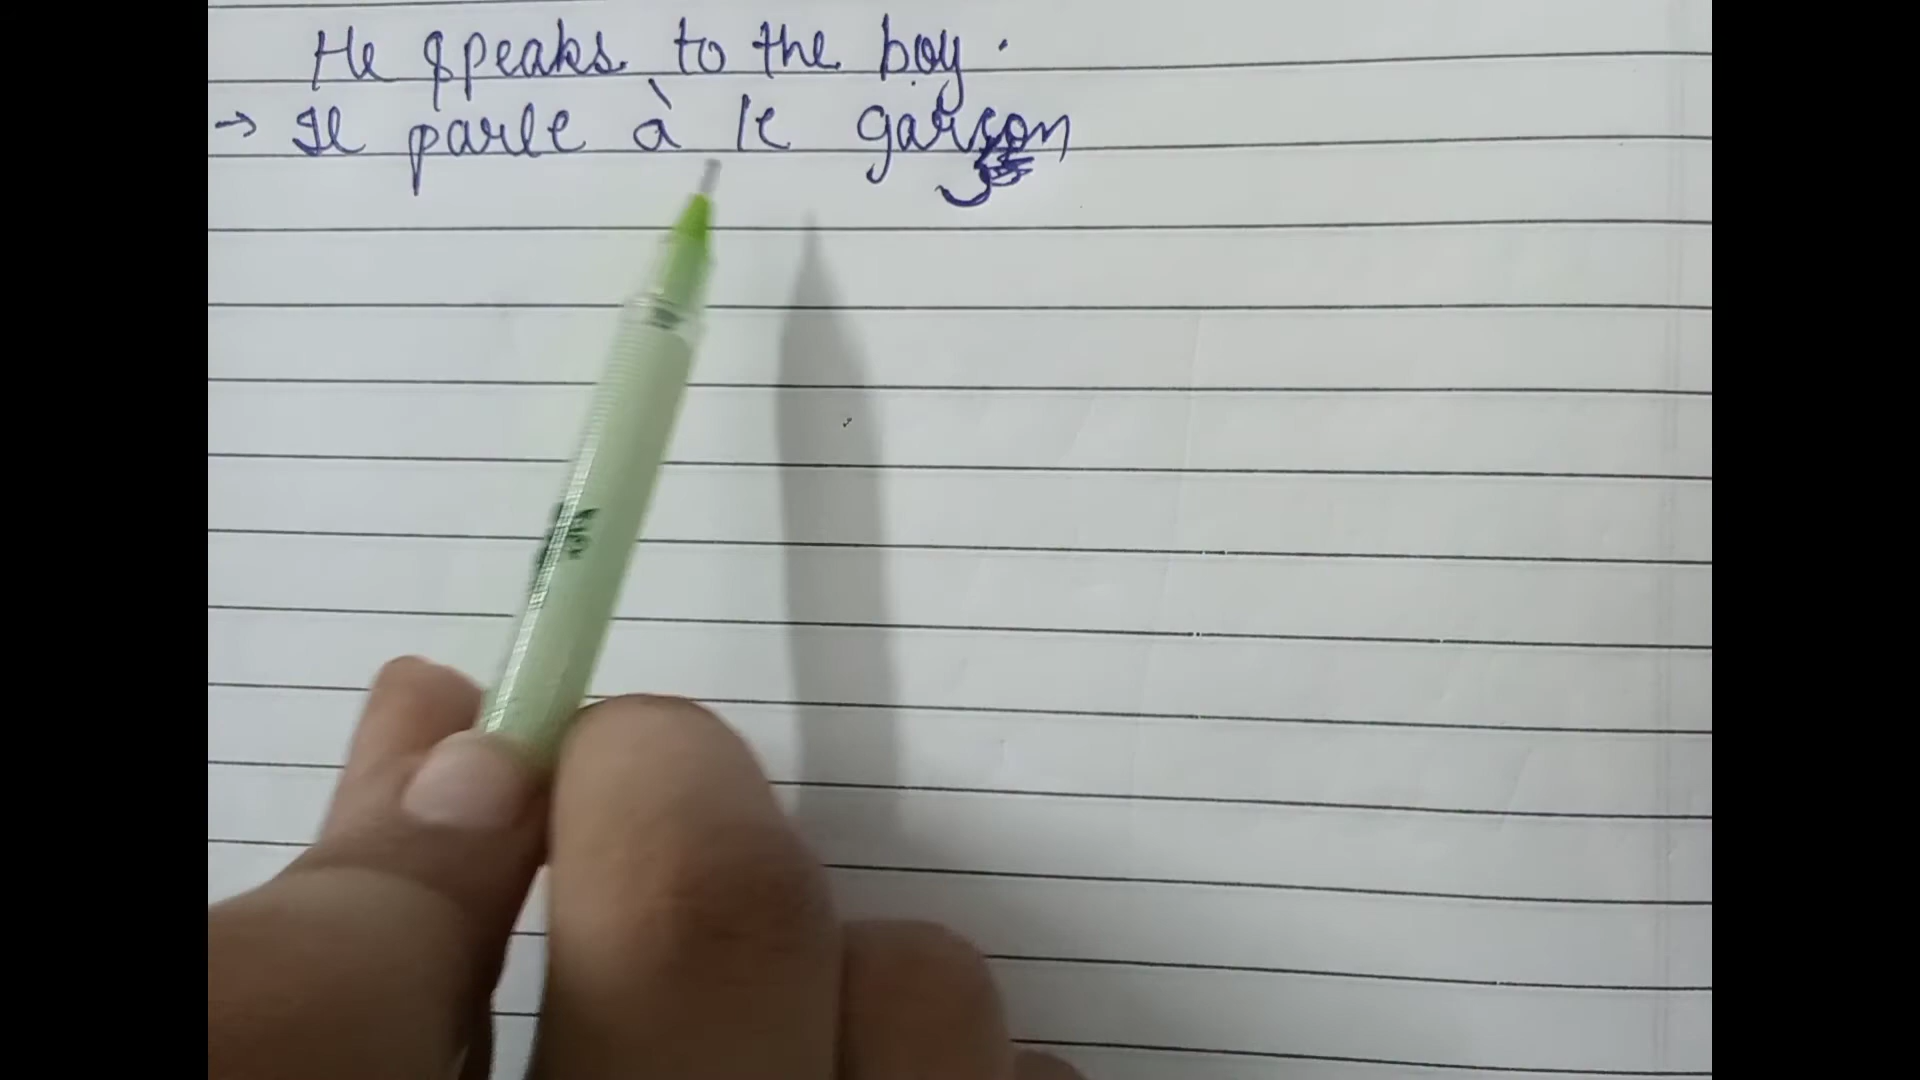 He speaks to the boy.
→ Il parle à le garçon